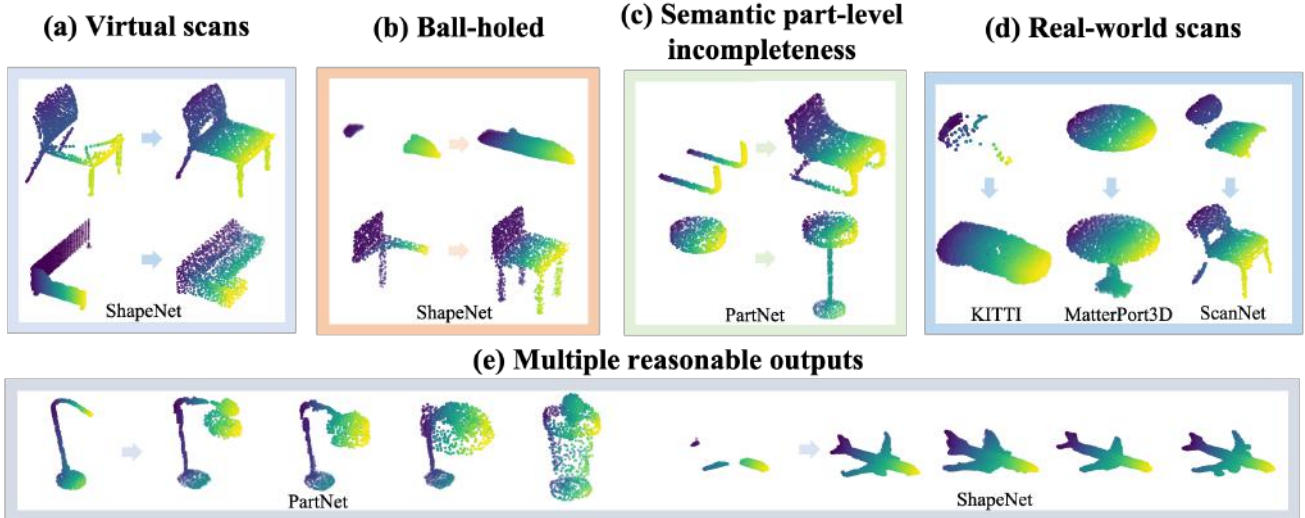 (a) Virtual scans
(b) Ball-holed
(c) Semantic part-level
incompleteness
(d) Real-world scans
ShapeNet
ShapeNet
PartNet
KITTI
MatterPort3D
ScanNet
(e) Multiple reasonable outputs
PartNet
ShapeNet